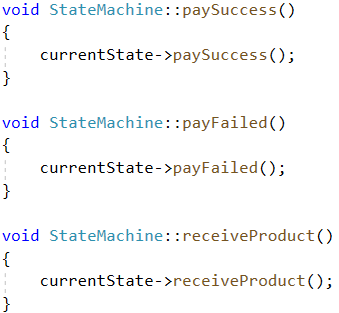 void StateMachine::paySuccess()
{
    currentState->paySuccess();
}
void StateMachine::payFailed()
{
    currentState->payFailed();
}
void StateMachine::receiveProduct()
{
    currentState->receiveProduct();
}